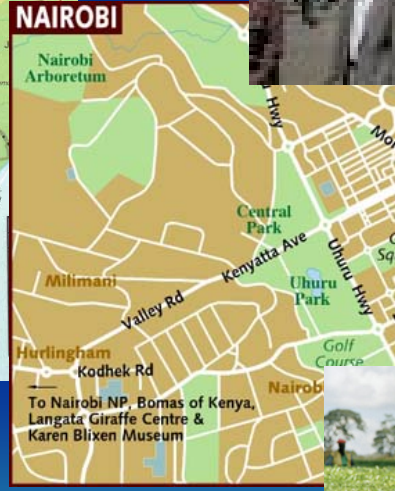 NAIROBI
Nairobi
Arboretum
Hwy
Central
Park
Kenyatta Ave
Uhuru Hwy
Uhuru
Park
Milimani
Valley Rd
Golf
Course
Hurlingham
Kodhek Rd
To Nairobi NP, Bomas of Kenya,
Langata Giraffe Centre &
Karen Blixen Museum